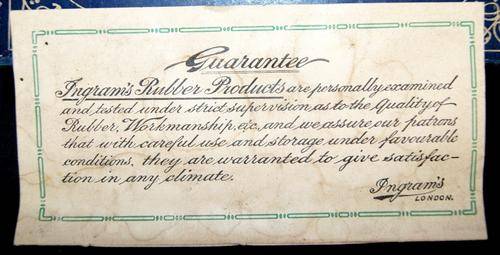 Guarantee
Ingram's Rubber Products are personally examined
and tested under strict supervision as to the Quality of
Rubber, Workmanship, etc., and we assure our patrons
that with careful use and storage under favourable
conditions, they are warranted to give satisfac-
tion in any climate.
Ingram's
LONDON.